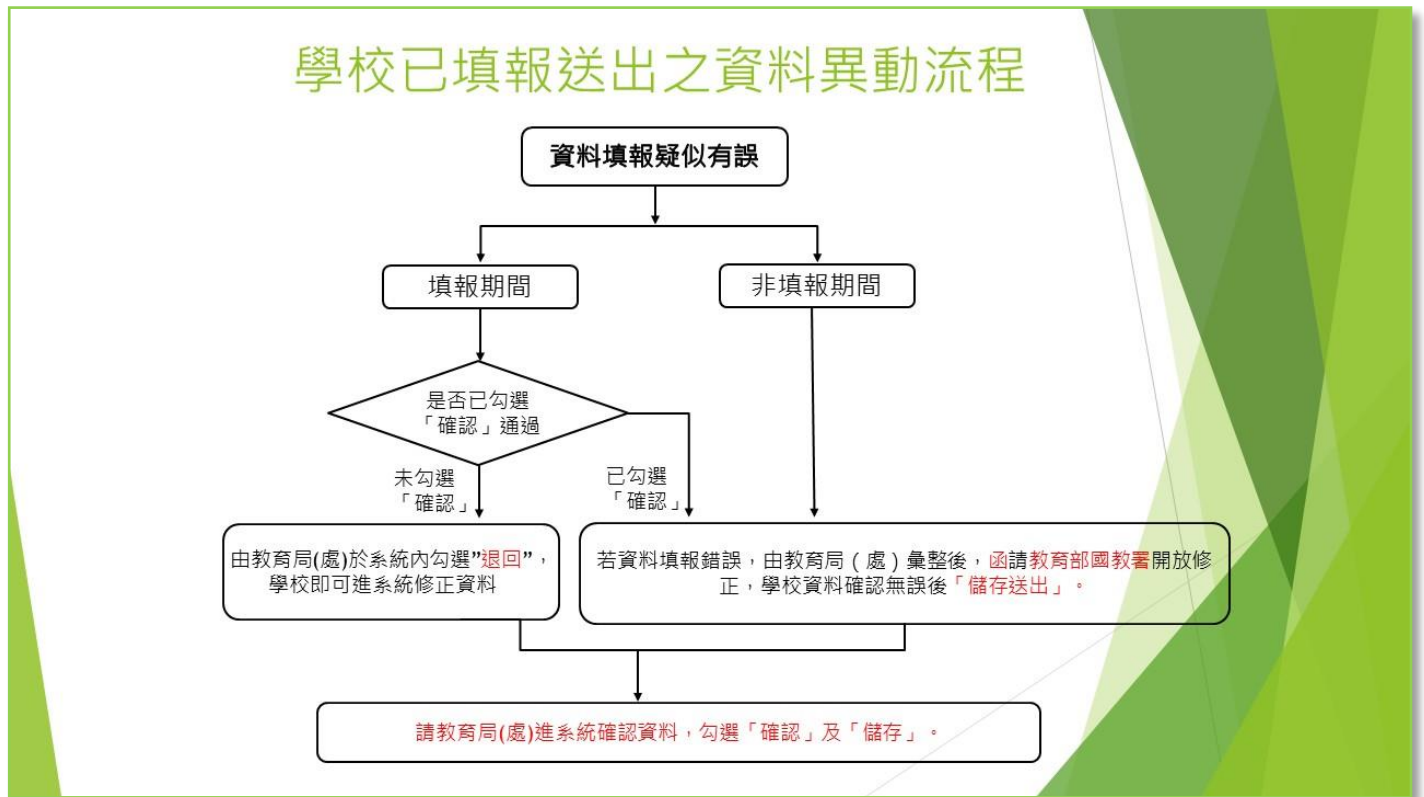 學校已填報送出之資料異動流程
資料填報疑似有誤
填報期間
非填報期間
是否已勾選
「確認」通過
未勾選
「確認」
已勾選
「確認」
由教育局(處)於系統內勾選”退回”，
學校即可進系統修正資料
若資料填報錯誤，由教育局（處）彙整後，函請教育部國教署開放修
正，學校資料確認無誤後「儲存送出」。
請教育局(處)進系統確認資料，勾選「確認」及「儲存」。